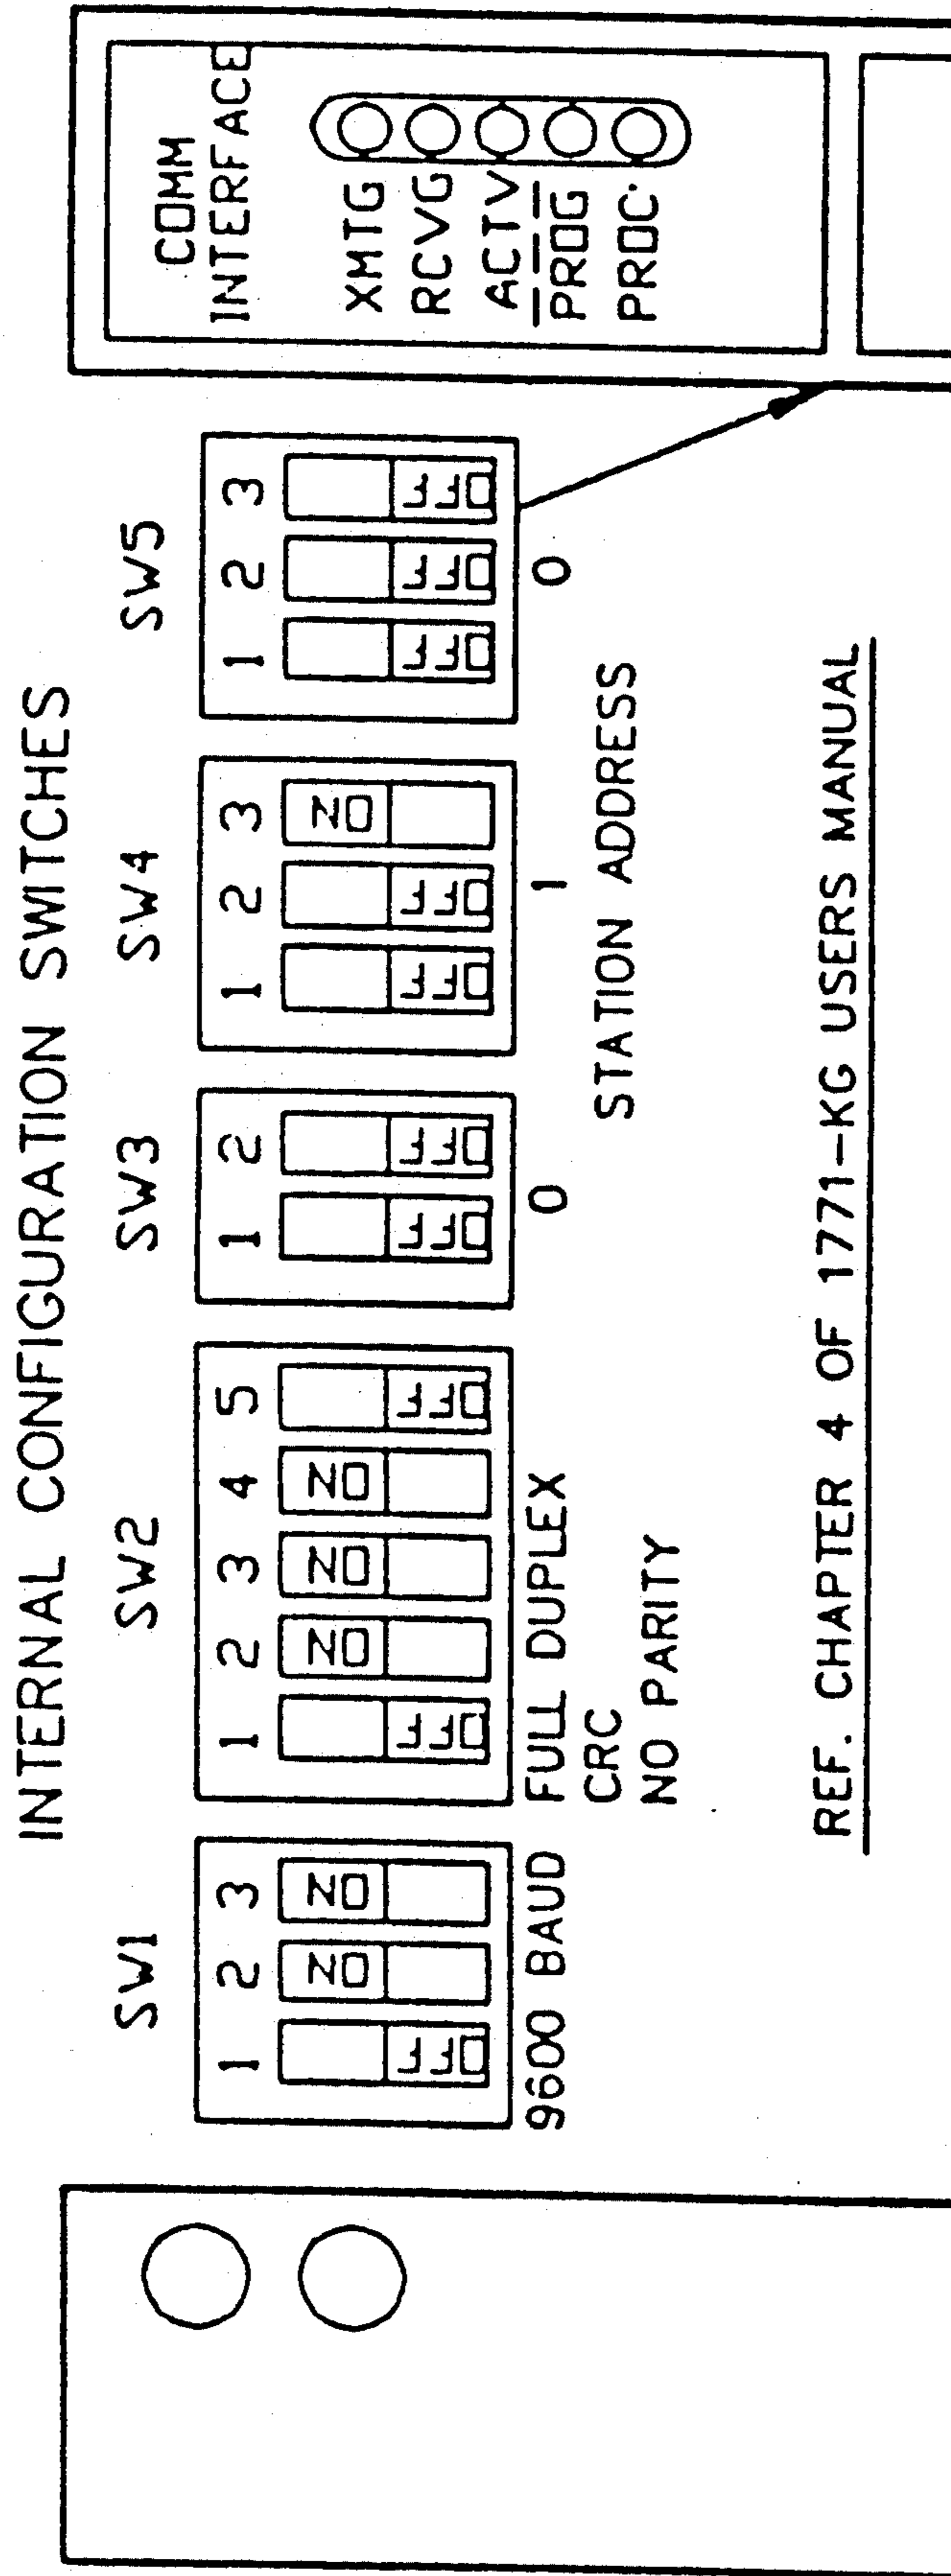 INTERNAL CONFIGURATION SWITCHES
SW1 SW2 SW3 SW4 SW5
1 2 3 1 2 3 4 5 1 2 1 2 3 1 2 3
OFF ON ON OFF ON ON ON OFF OFF OFF OFF OFF ON OFF OFF OFF
9600 BAUD FULL DUPLEX 0 1 0
CRC STATION ADDRESS
NO PARITY
REF. CHAPTER 4 OF 1771-KG USERS MANUAL
COMM
INTERFACE
XMTG
RCVG
ACTV
PROG
PROC